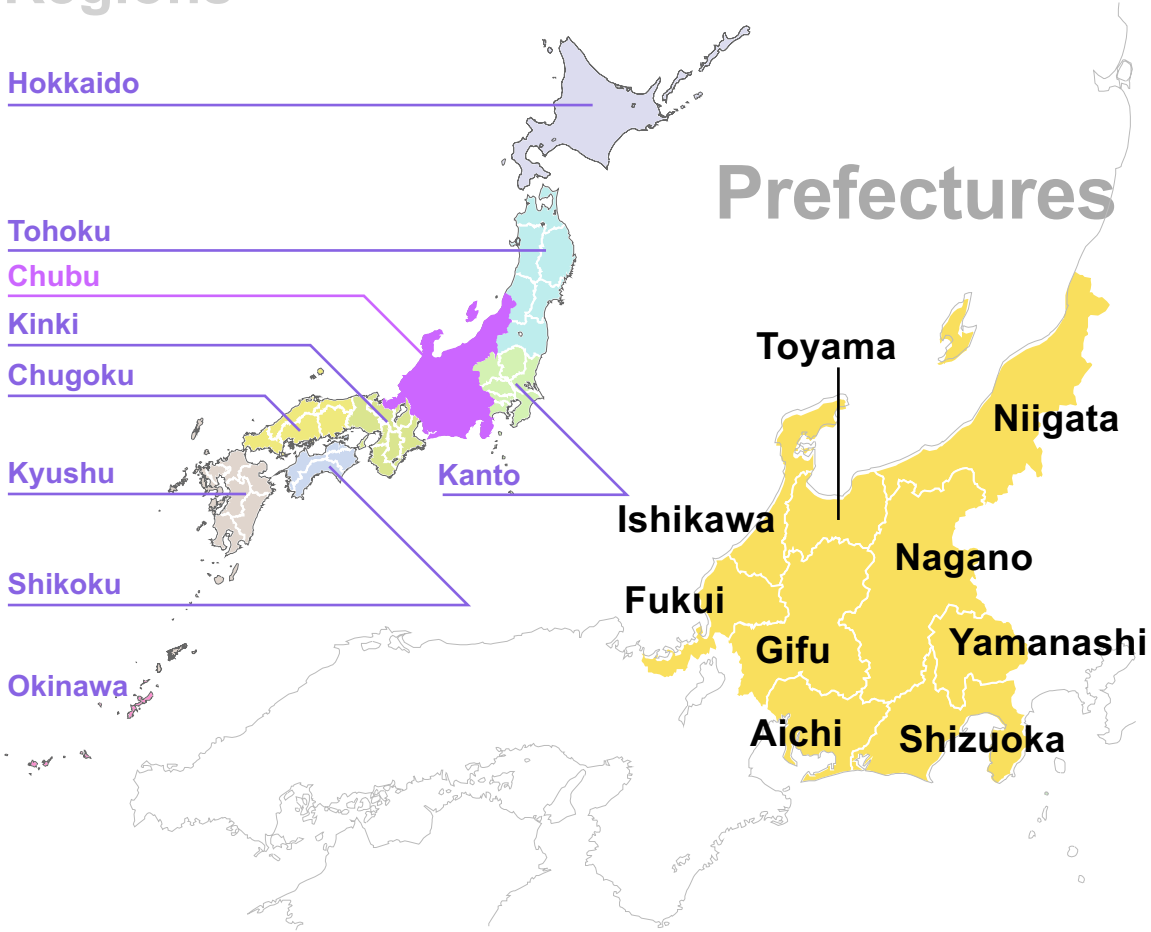 Regions
Hokkaido
Prefectures
Tohoku
Chubu
Kinki
Toyama
Chugoku
Niigata
Kyushu
Kanto
Ishikawa
Nagano
Shikoku
Fukui
Yamanashi
Gifu
Okinawa
Aichi
Shizuoka